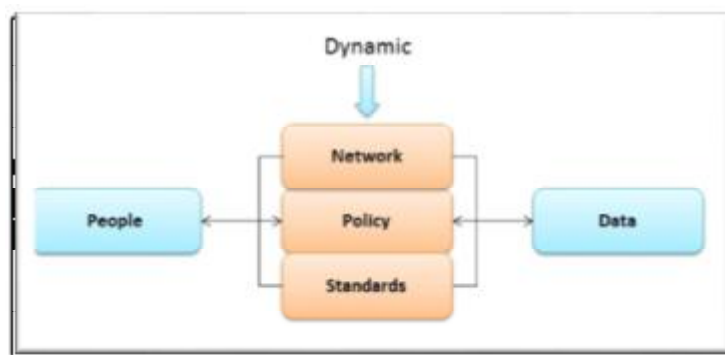 Dynamic
Network
People
Policy
Data
Standards